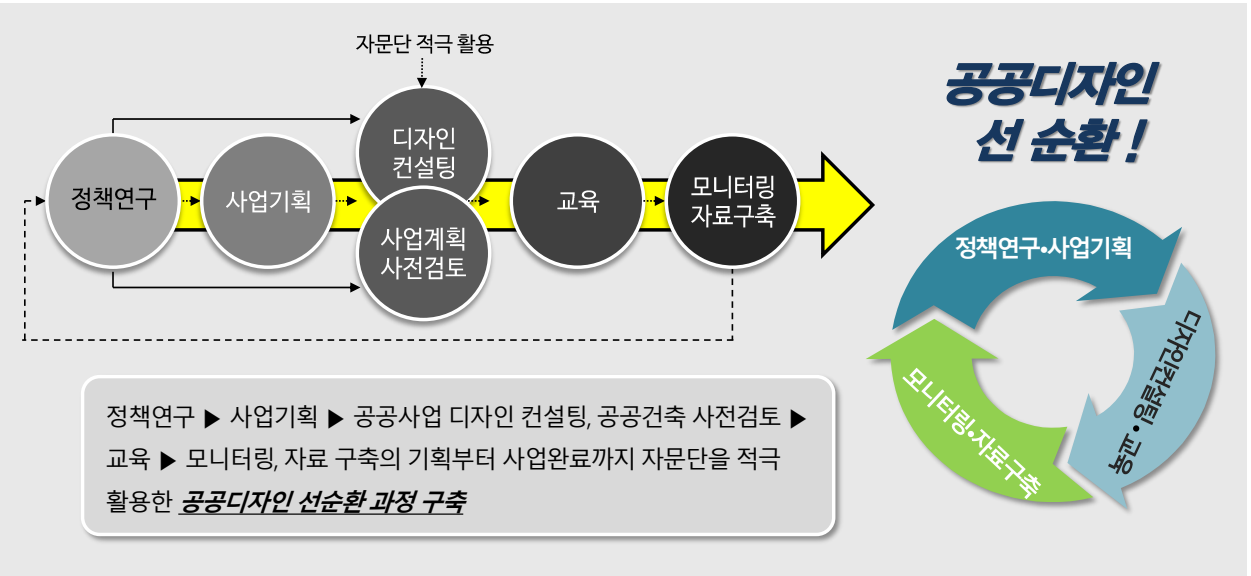 자문단 적극 활용
정책연구
사업기획
디자인
컨설팅
사업계획
사전검토
교육
모니터링
자료구축
공공디자인
선 순환 !
정책연구•사업기획
디자인컨설팅•교육
모니터링•자료구축
정책연구 ▶ 사업기획 ▶ 공공사업 디자인 컨설팅, 공공건축 사전검토 ▶
교육 ▶ 모니터링, 자료 구축의 기획부터 사업완료까지 자문단을 적극
활용한 공공디자인 선순환 과정 구축